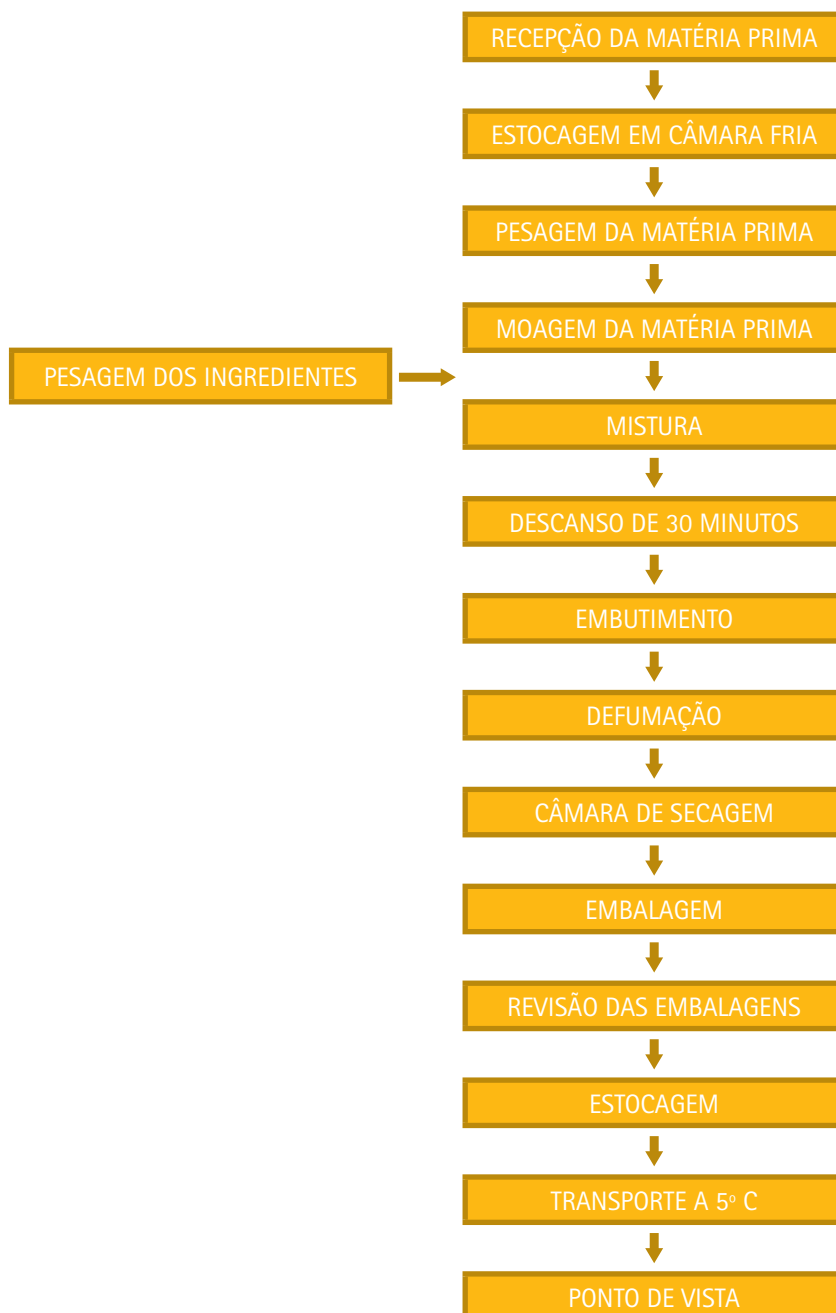 RECEPÇÃO DA MATÉRIA PRIMA
ESTOCAGEM EM CÂMARA FRIA
PESAGEM DA MATÉRIA PRIMA
MOAGEM DA MATÉRIA PRIMA
PESAGEM DOS INGREDIENTES
MISTURA
DESCANSO DE 30 MINUTOS
EMBUTIMENTO
DEFUMAÇÃO
CÂMARA DE SECAGEM
EMBALAGEM
REVISÃO DAS EMBALAGENS
ESTOCAGEM
TRANSPORTE A 5º C
PONTO DE VISTA